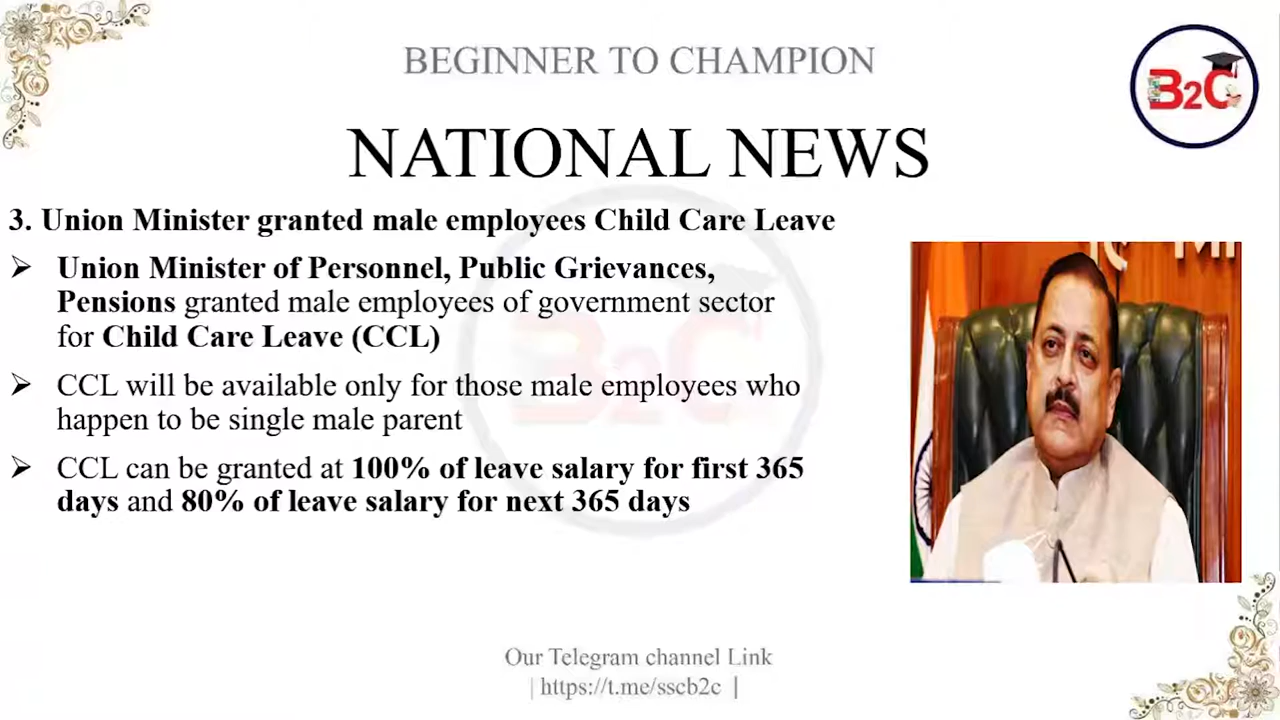 BEGINNER TO CHAMPION
B2C
NATIONAL NEWS
3. Union Minister granted male employees Child Care Leave
➢ Union Minister of Personnel, Public Grievances,
Pensions granted male employees of government sector
for Child Care Leave (CCL)
➢ CCL will be available only for those male employees who
happen to be single male parent
➢ CCL can be granted at 100% of leave salary for first 365
days and 80% of leave salary for next 365 days
B2C
Our Telegram channel Link
| https://t.me/sscb2c |